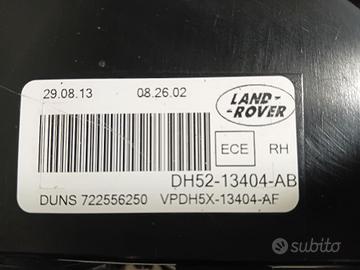 29.08.13 08.26.02
LAND-
-ROVER
ECE RH
DH52-13404-AB
DUNS 722556250 VPDH5X-13404-AF
subito